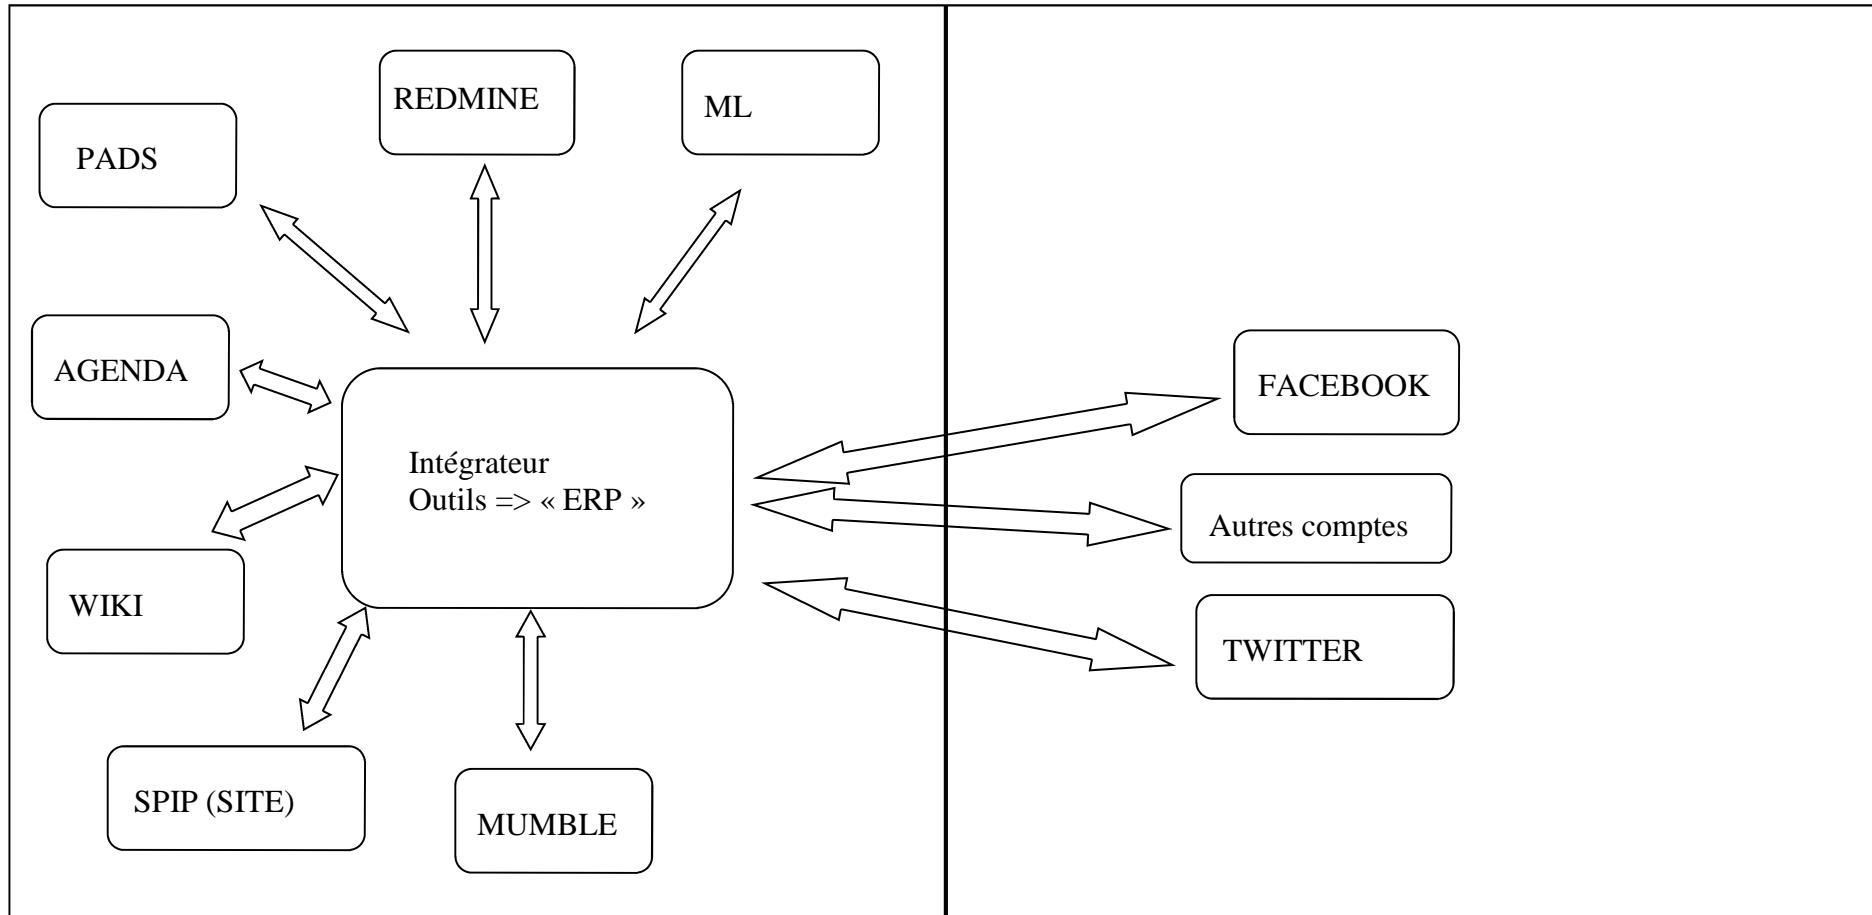 REDMINE
ML
PADS
AGENDA
FACEBOOK
Intégrateur
Outils => « ERP »
Autres comptes
WIKI
TWITTER
SPIP (SITE)
MUMBLE